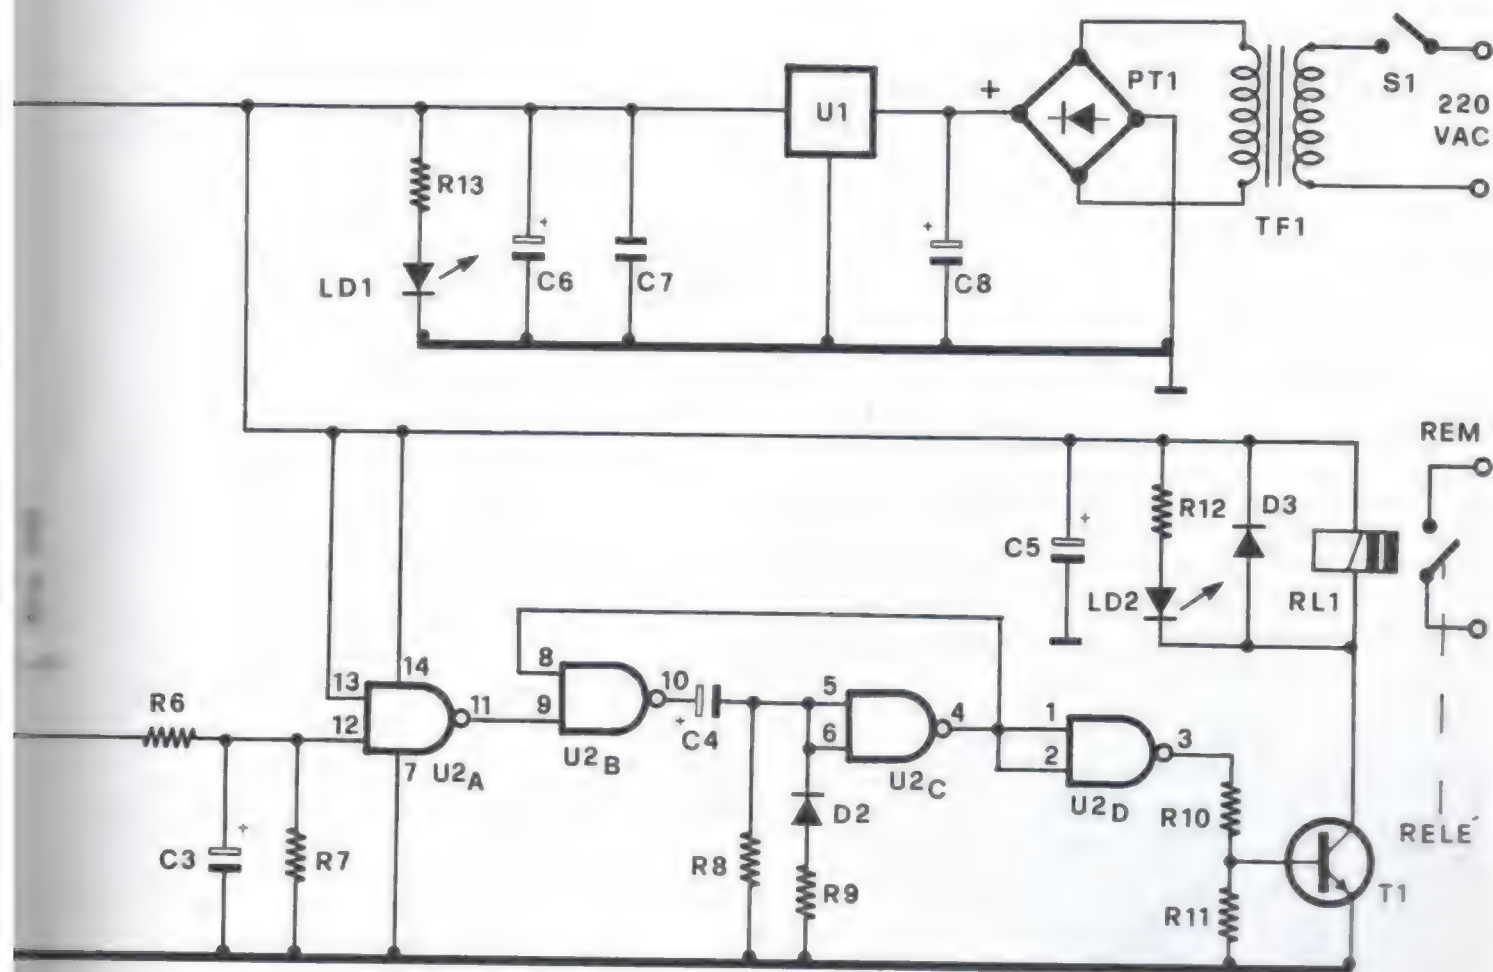 PT1
S1
220
VAC
+
U1
R13
TF1
+
+
LD1
C6
C7
C8
REM
+
R12
D3
C5
LD2
RL1
8
13
14
10
5
1
R6
11
9
4
3
12
+
C4
6
2
7
U2A
U2B
U2C
U2D
+
D2
R10
RELE´
C3
R7
R8
R9
R11
T1